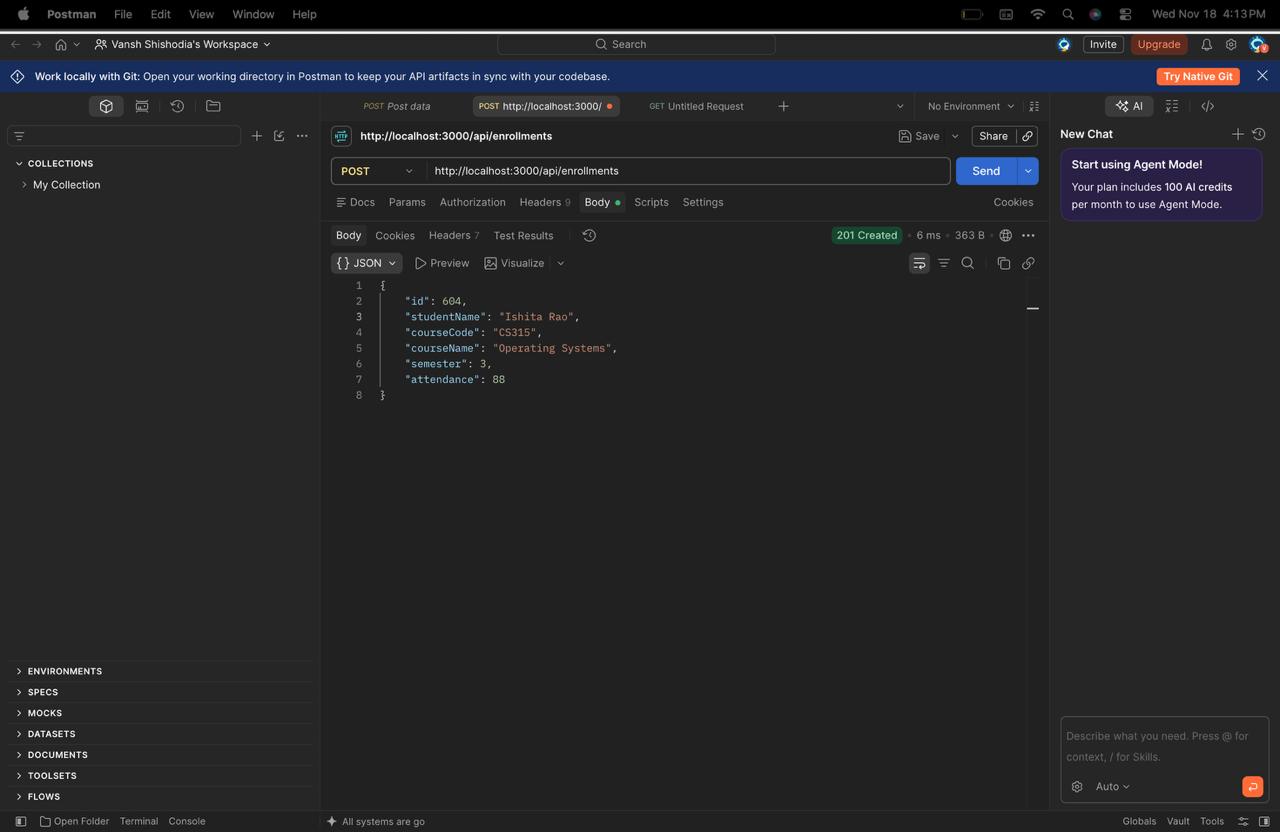 Postman File Edit View Window Help Wed Nov 18 4:13PM
Vansh Shishodia's Workspace Search Invite Upgrade
Work locally with Git: Open your working directory in Postman to keep your API artifacts in sync with your codebase. Try Native Git
POST Post data POST http://localhost:3000/ GET Untitled Request No Environment AI
http://localhost:3000/api/enrollments Save Share
New Chat
COLLECTIONS
My Collection
POST http://localhost:3000/api/enrollments Send
Start using Agent Mode!
Your plan includes 100 AI credits
per month to use Agent Mode.
Docs Params Authorization Headers 9 Body Scripts Settings Cookies
Body Cookies Headers 7 Test Results 201 Created 6 ms 363 B
{} JSON Preview Visualize
1 {
2 "id": 604,
3 "studentName": "Ishita Rao",
4 "courseCode": "CS315",
5 "courseName": "Operating Systems",
6 "semester": 3,
7 "attendance": 88
8 }
ENVIRONMENTS
SPECS
MOCKS
DATASETS
DOCUMENTS
TOOLSETS
FLOWS
Describe what you need. Press @ for
context, / for Skills.
Auto
Open Folder Terminal Console All systems are go Globals Vault Tools